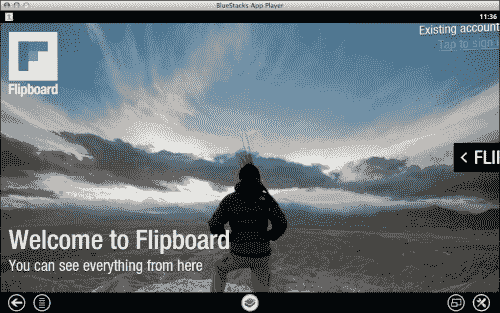 BlueStacks App Player
11:36
Existing account
Tap to sign
Flipboard
< FLI
Welcome to Flipboard
You can see everything from here